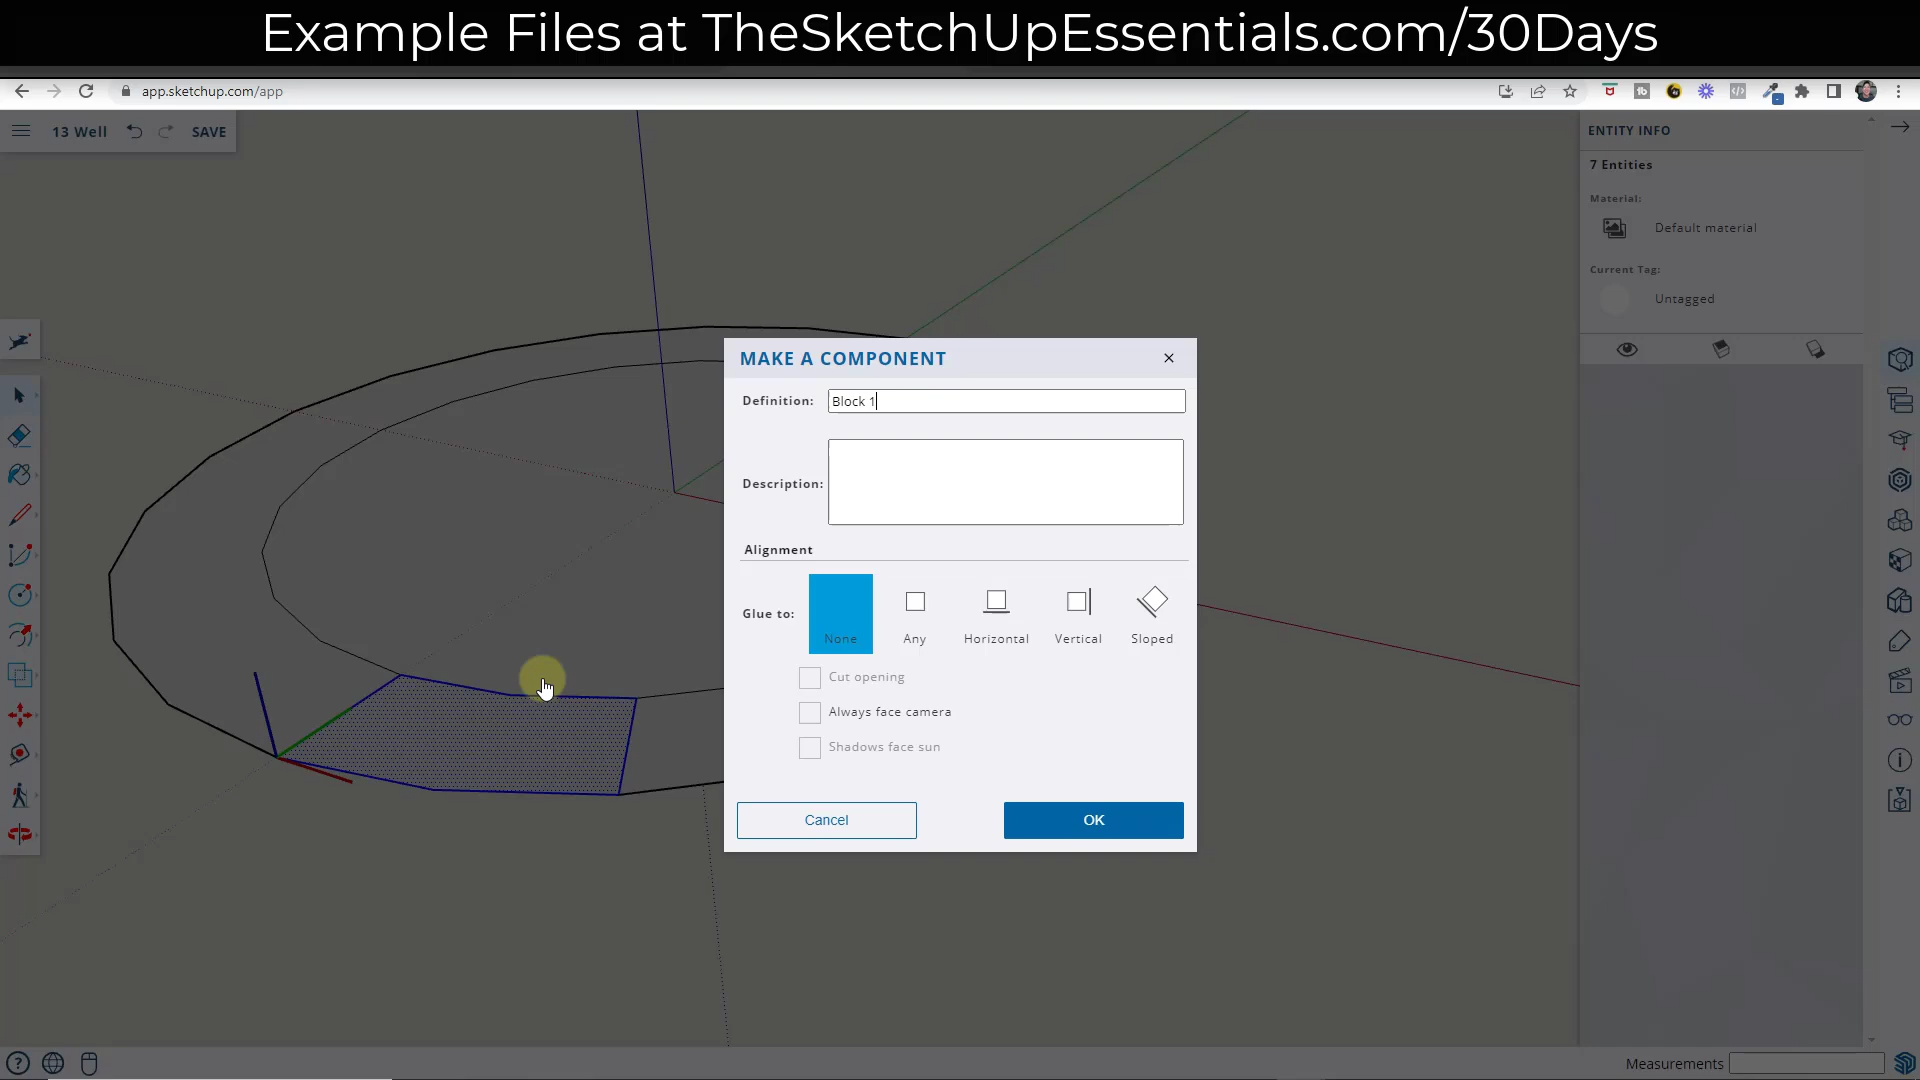 Example Files at TheSketchUpEssentials.com/30Days
app.sketchup.com/app
13 Well
SAVE
ENTITY INFO
7 Entities
Material:
Default material
Current Tag:
Untagged
MAKE A COMPONENT
Definition:
Block 1
Description:
Alignment
Glue to:
None
Any
Horizontal
Vertical
Sloped
Cut opening
Always face camera
Shadows face sun
Cancel
OK
Measurements